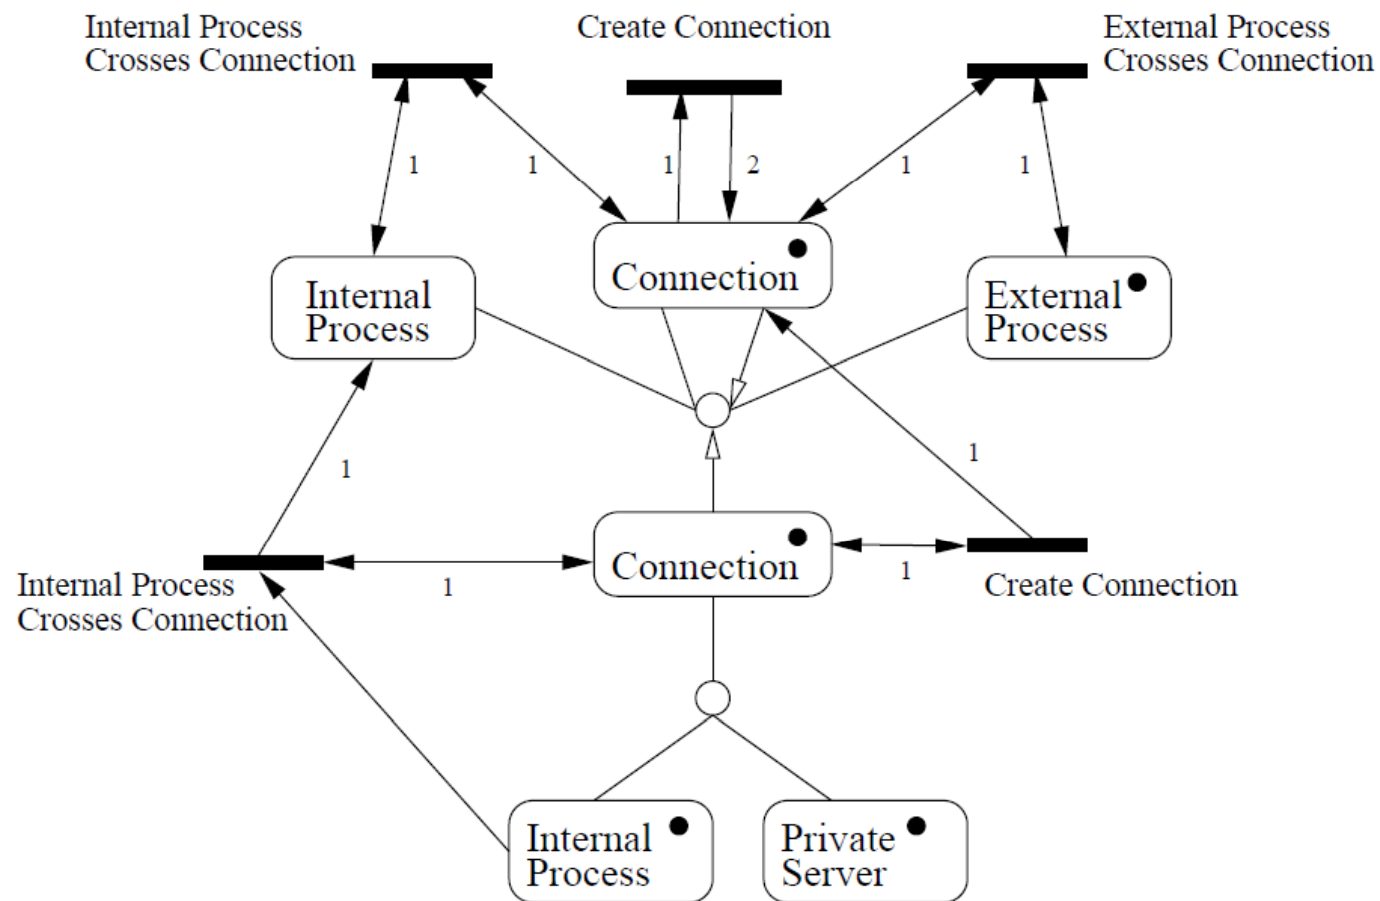 Internal Process
Crosses Connection
Create Connection
External Process
Crosses Connection
1
1
1
2
1
1
Internal
Process
Connection
External
Process
1
1
Internal Process
Crosses Connection
1
Connection
1
Create Connection
Internal
Process
Private
Server